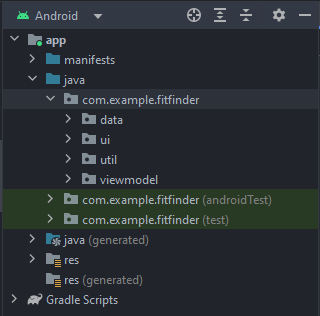 Android
app
manifests
java
com.example.fitfinder
data
ui
util
viewmodel
com.example.fitfinder (androidTest)
com.example.fitfinder (test)
java (generated)
res
res (generated)
Gradle Scripts